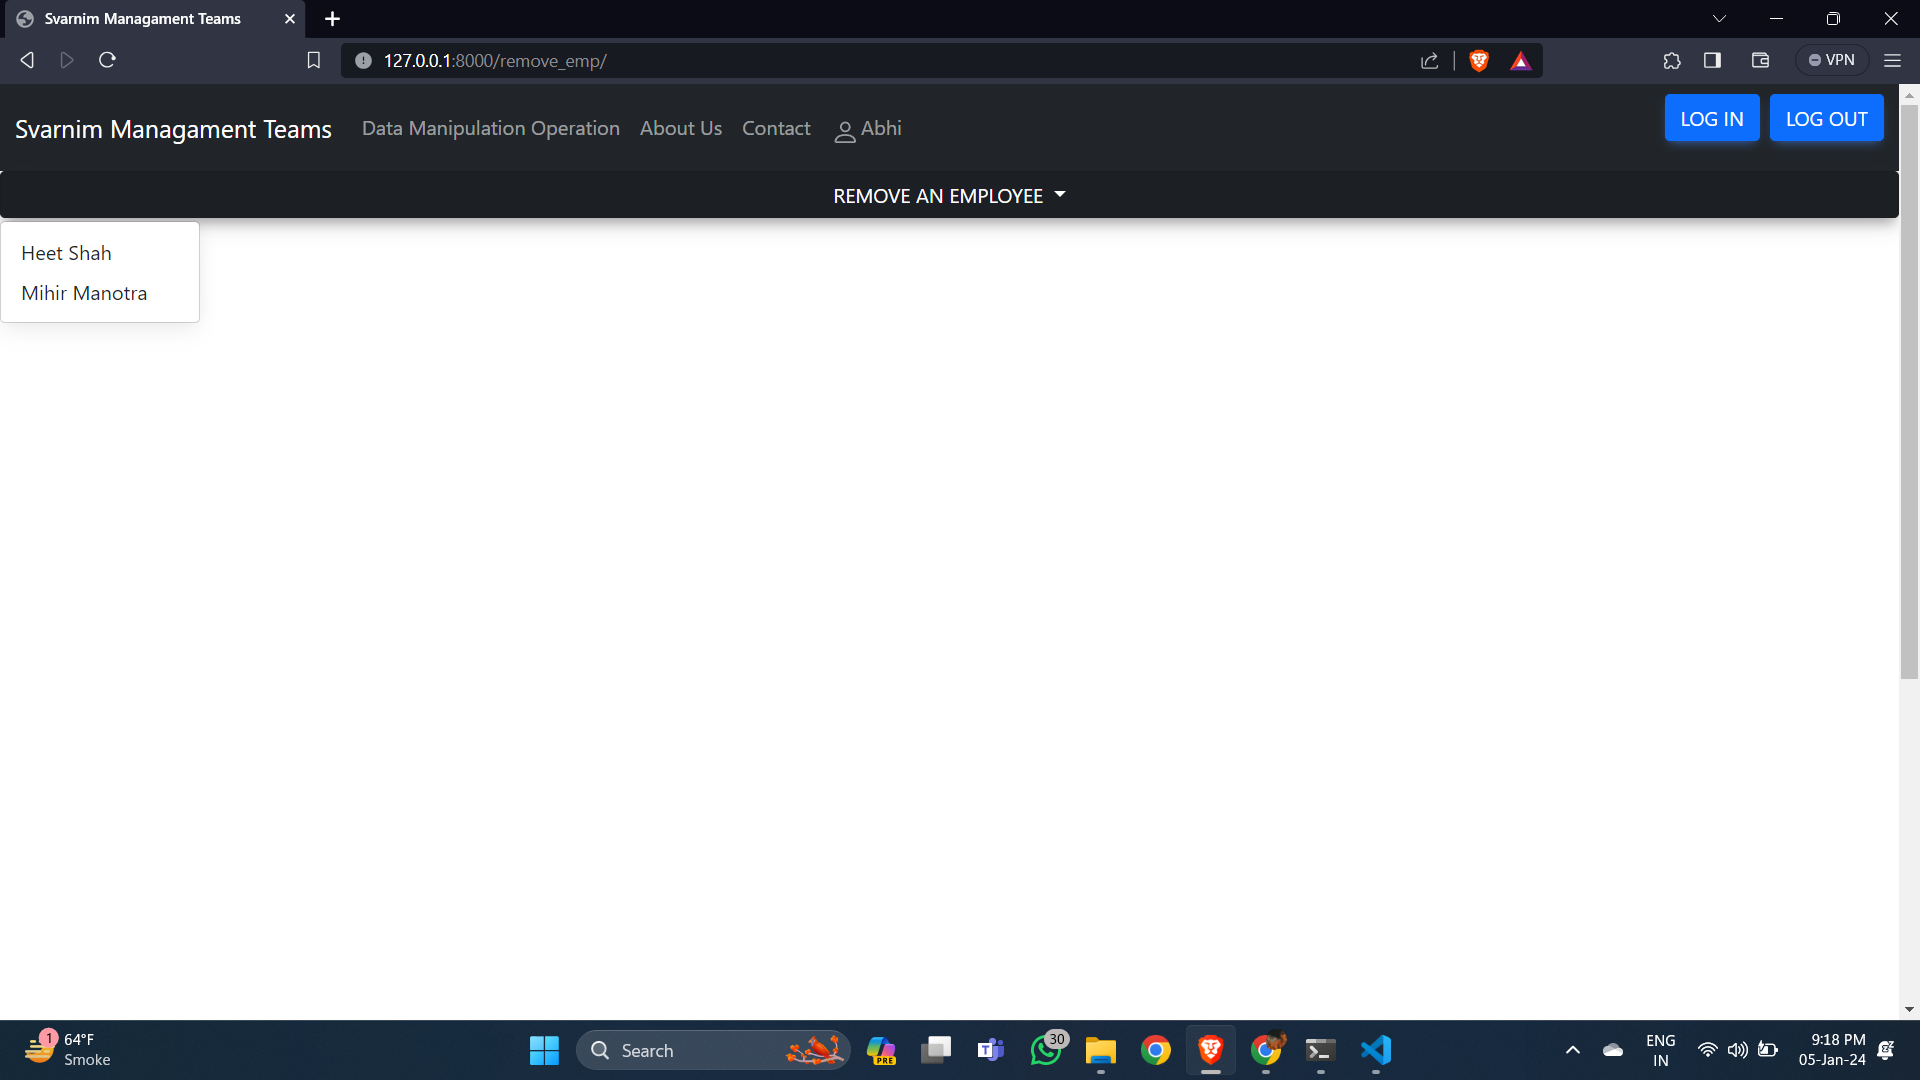 Svarnim Managament Teams
127.0.0.1:8000/remove_emp/
VPN
Svarnim Managament Teams Data Manipulation Operation About Us Contact Abhi LOG IN LOG OUT
REMOVE AN EMPLOYEE
Heet Shah
Mihir Manotra
1
64°F
Smoke
Search
PRE
30
ENG
IN
9:18 PM
05-Jan-24